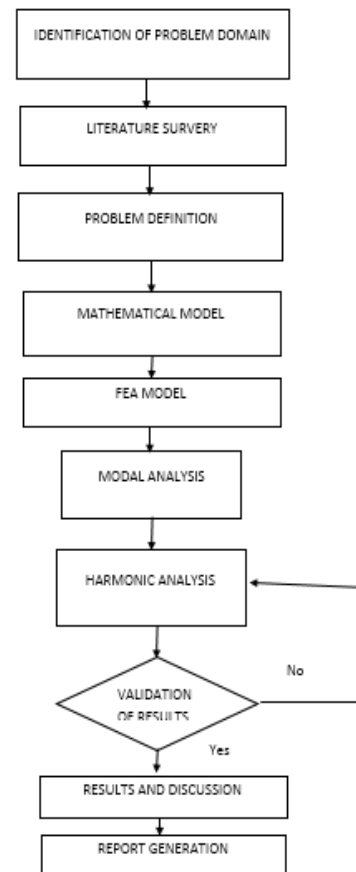 IDENTIFICATION OF PROBLEM DOMAIN
LITERATURE SURVERY
PROBLEM DEFINITION
MATHEMATICAL MODEL
FEA MODEL
MODAL ANALYSIS
HARMONIC ANALYSIS
No
VALIDATION
OF RESULTS
Yes
RESULTS AND DISCUSSION
REPORT GENERATION